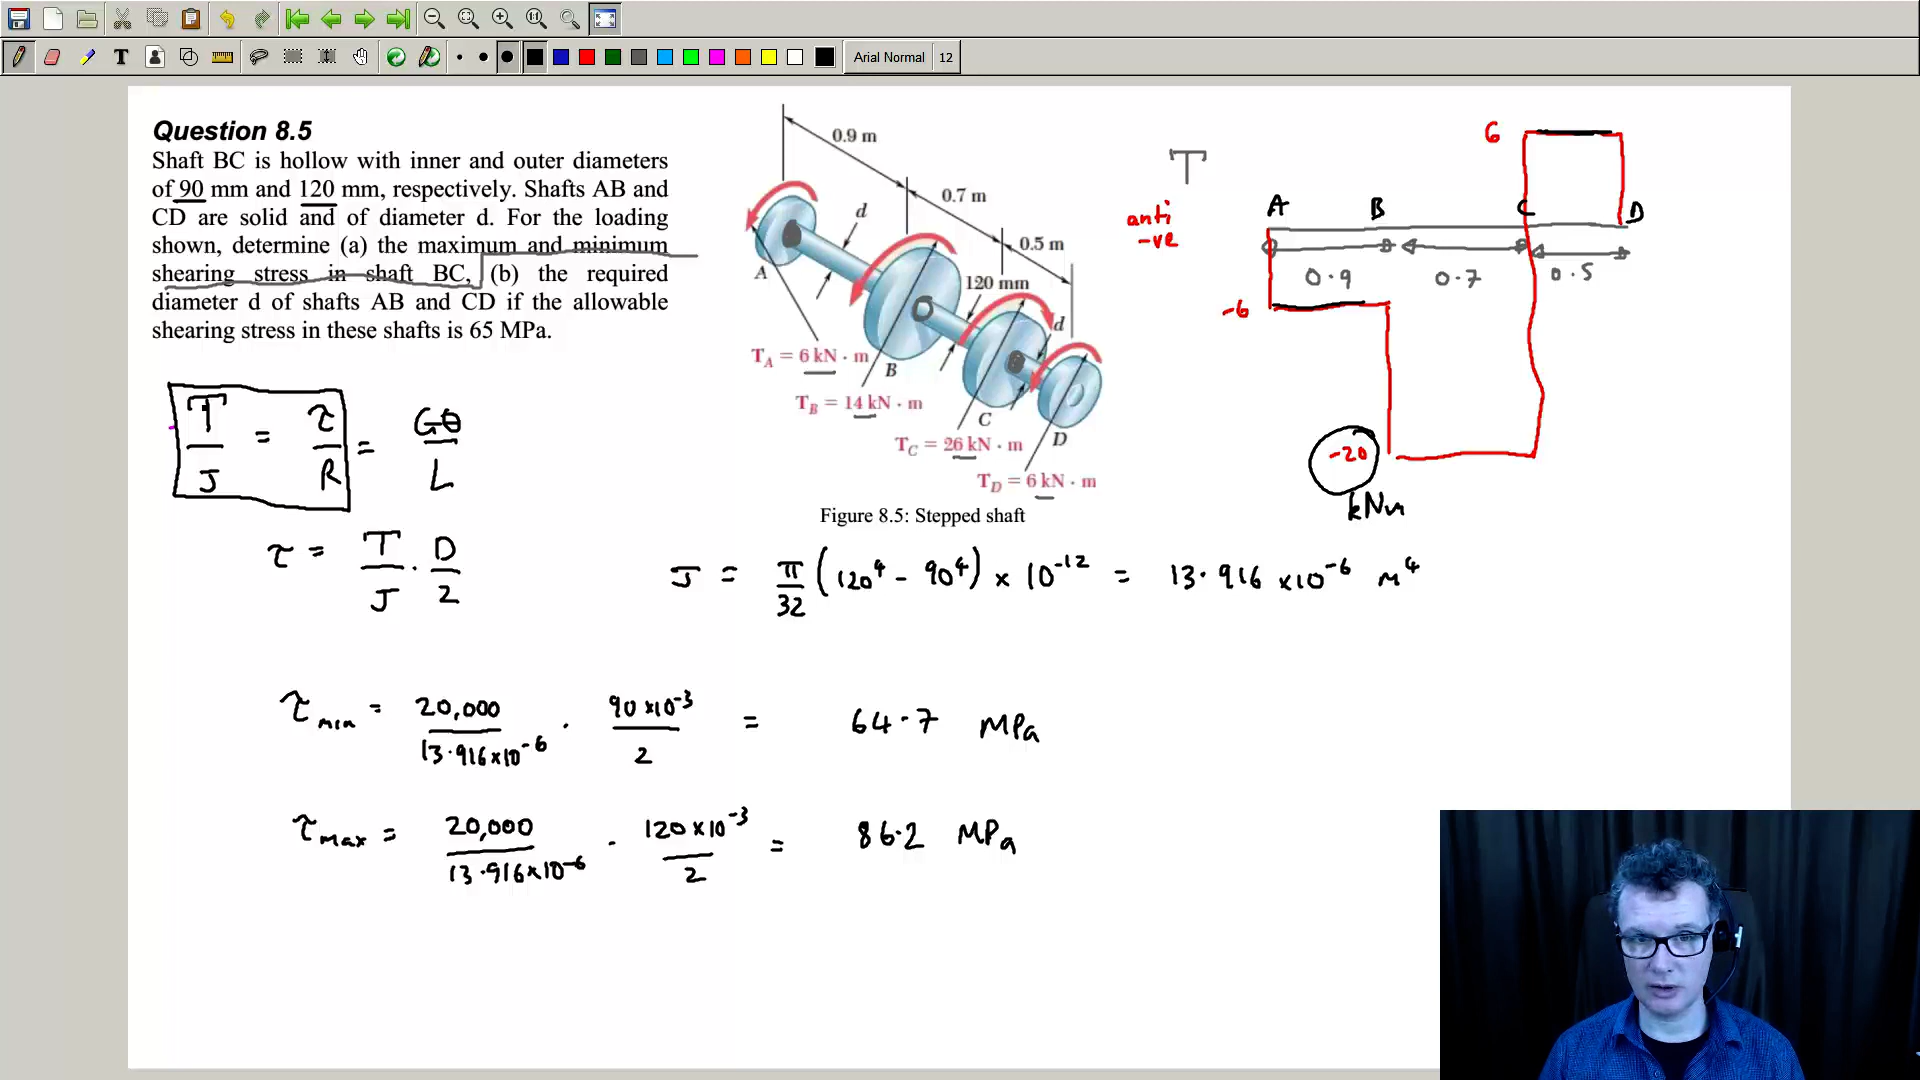 Arial Normal 12
Question 8.5
Shaft BC is hollow with inner and outer diameters
of 90 mm and 120 mm, respectively. Shafts AB and
CD are solid and of diameter d. For the loading
shown, determine (a) the maximum and minimum
shearing stress in shaft BC, (b) the required
diameter d of shafts AB and CD if the allowable
shearing stress in these shafts is 65 MPa.
0.9 m
0.7 m
0.5 m
d
A
120 mm
d
T_A = 6 kN · m
B
T_B = 14 kN · m
C
T_C = 26 kN · m
D
T_D = 6 kN · m
Figure 8.5: Stepped shaft
T
anti
-ve
6
A B C D
0.9 0.7 0.5
-6
-20
kNm
T/J = τ/R = Gθ/L
τ = T/J · D/2
J = π/32 (120⁴ - 90⁴) × 10⁻¹² = 13.916 ×10⁻⁶ m⁴
τ min = 20,000/13.916×10⁻⁶ · 90×10⁻³/2 = 64.7 MPa
τ max = 20,000/13.916×10⁻⁶ · 120×10⁻³/2 = 86.2 MPa